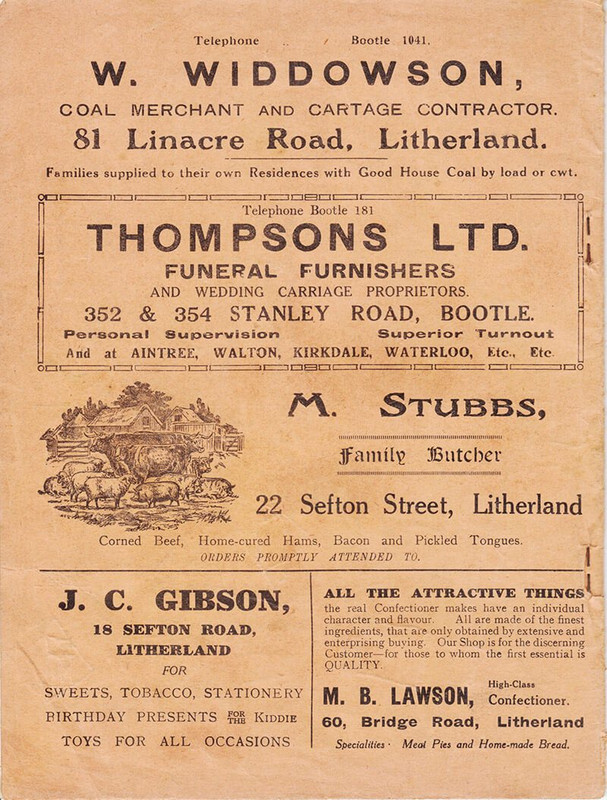 Telephone .. Bootle 1041.
W. WIDDOWSON,
COAL MERCHANT AND CARTAGE CONTRACTOR.
81 Linacre Road, Litherland.
Families supplied to their own Residences with Good House Coal by load or cwt.
Telephone Bootle 181
THOMPSONS LTD.
FUNERAL FURNISHERS
AND WEDDING CARRIAGE PROPRIETORS.
352 & 354 STANLEY ROAD, BOOTLE.
Personal Supervision Superior Turnout
And at AINTREE, WALTON, KIRKDALE, WATERLOO, Etc., Etc.
M. STUBBS,
Family Butcher
22 Sefton Street, Litherland
Corned Beef, Home-cured Hams, Bacon and Pickled Tongues.
ORDERS PROMPTLY ATTENDED TO.
J. C. GIBSON,
18 SEFTON ROAD,
LITHERLAND
FOR
SWEETS, TOBACCO, STATIONERY
BIRTHDAY PRESENTS FOR THE KIDDIE
TOYS FOR ALL OCCASIONS
ALL THE ATTRACTIVE THINGS
the real Confectioner makes have an individual
character and flavour. All are made of the finest
ingredients, that are only obtained by extensive and
enterprising buying. Our Shop is for the discerning
Customer—for those to whom the first essential is
QUALITY.
M. B. LAWSON, High-Class Confectioner.
60, Bridge Road, Litherland
Specialities · Meat Pies and Home-made Bread.